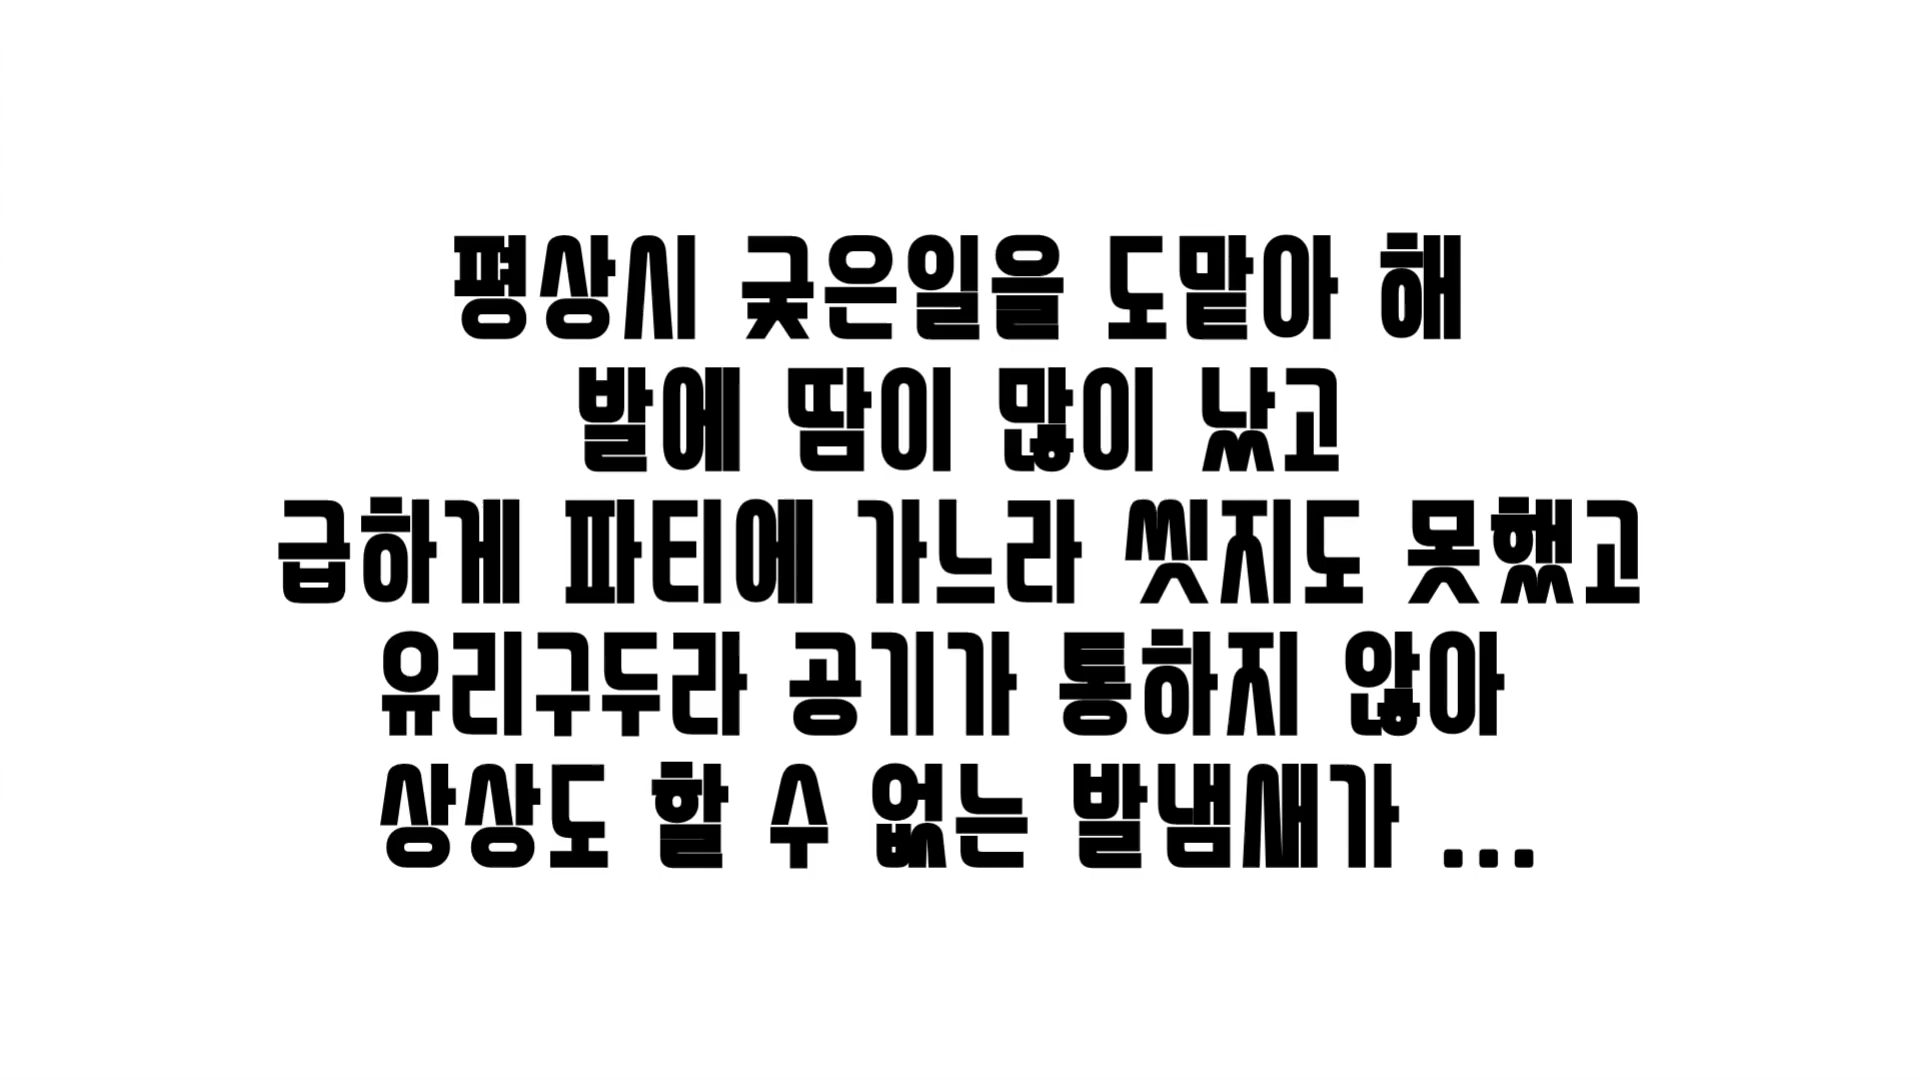 평상시 궂은일을 도맡아 해
발에 땀이 많이 났고
급하게 파티에 가느라 씻지도 못했고
유리구두라 공기가 통하지 않아
상상도 할 수 없는 발냄새가 ...